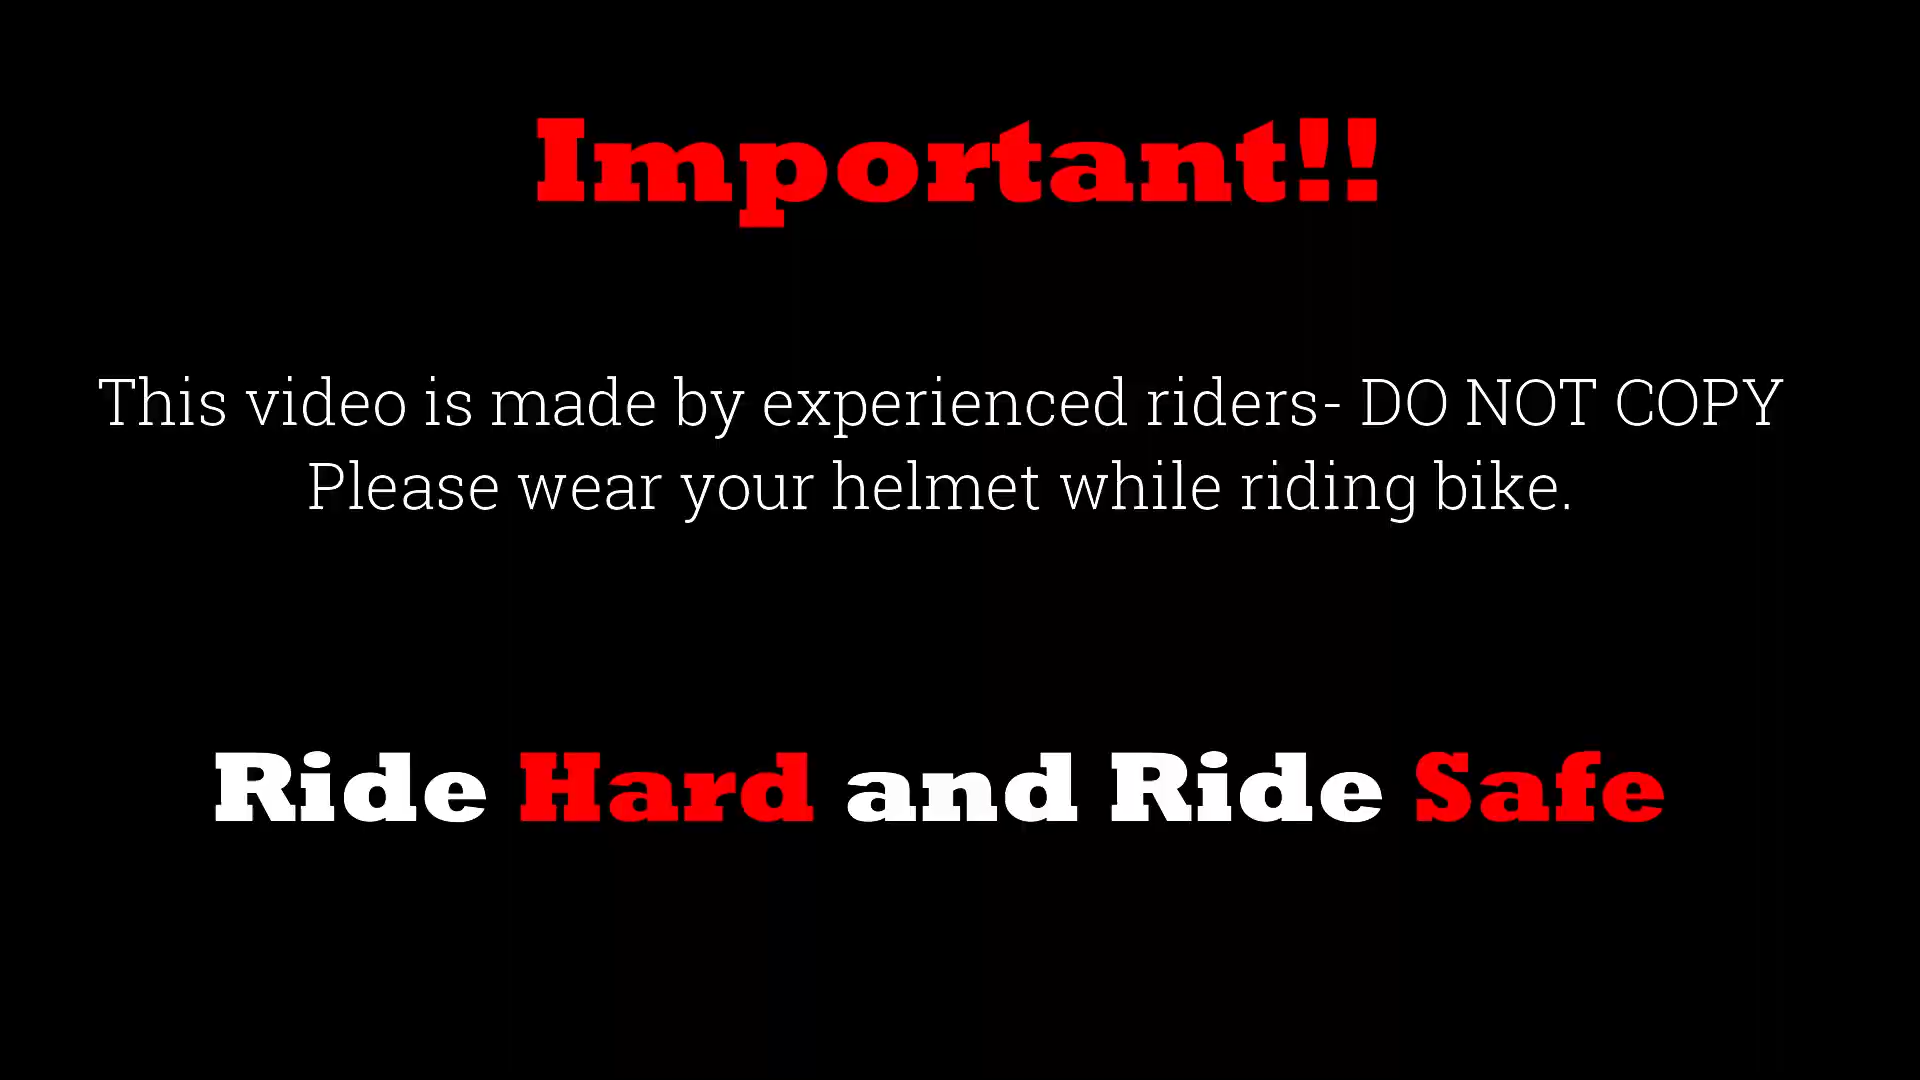 Important!!
This video is made by experienced riders- DO NOT COPY
Please wear your helmet while riding bike.
Ride Hard and Ride Safe